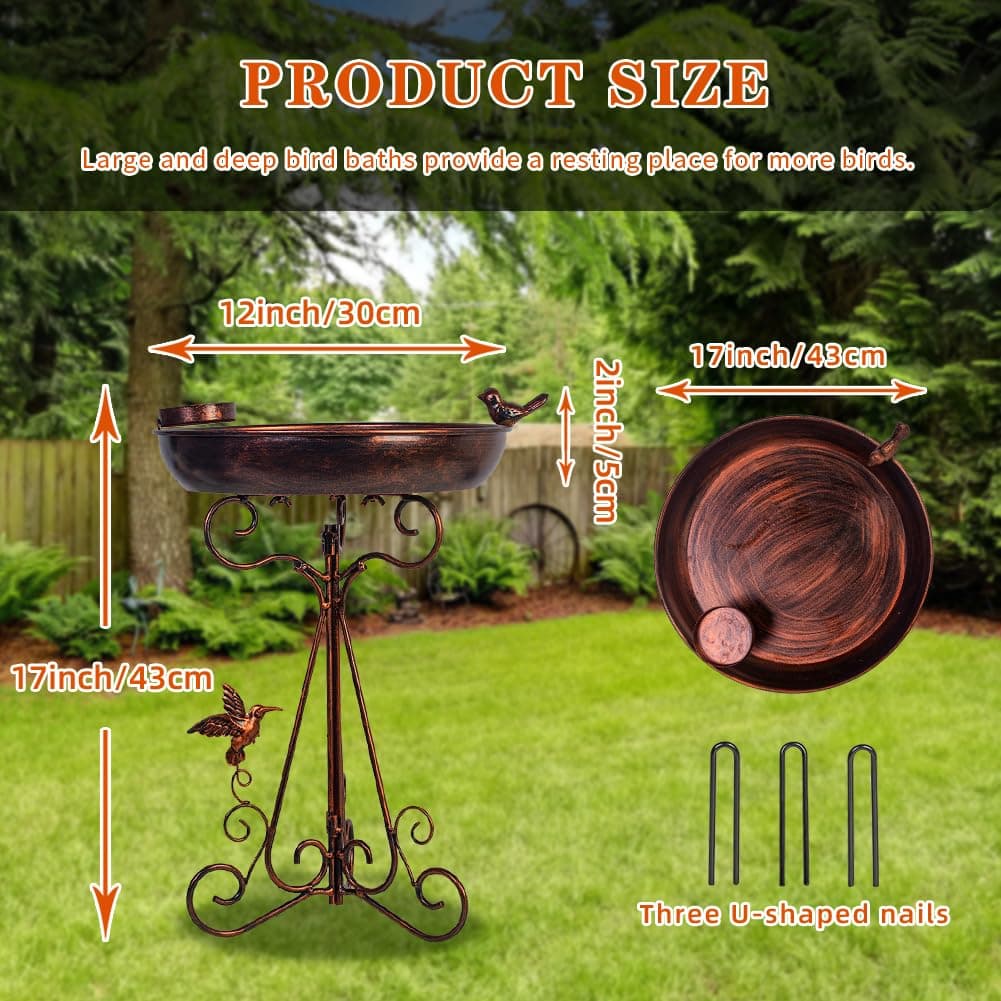 PRODUCT SIZE
Large and deep bird baths provide a resting place for more birds.
12inch/30cm
17inch/43cm
2inch/5cm
17inch/43cm
Three U-shaped nails